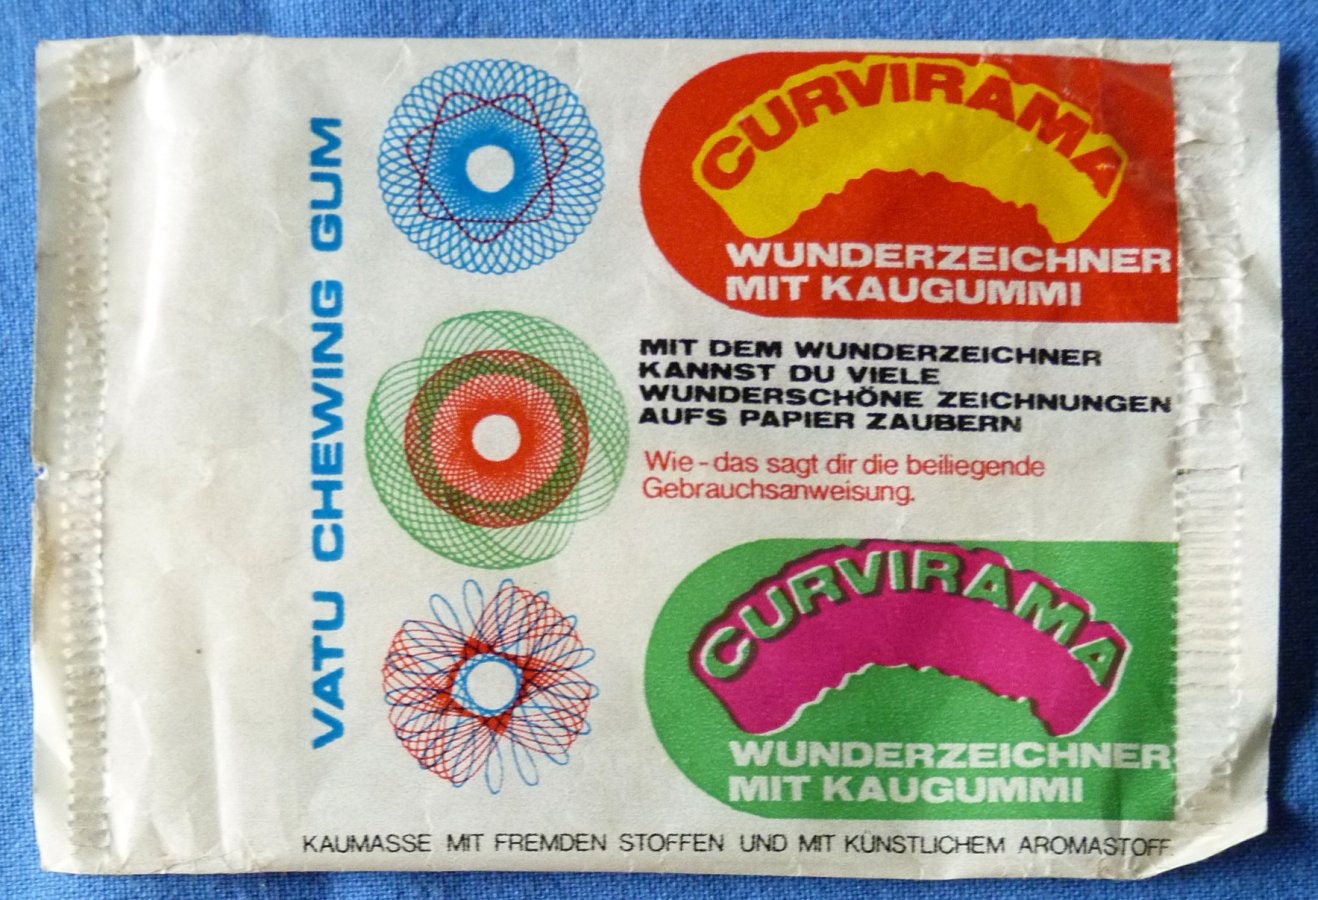 VATU CHEWING GUM
CURVIRAMA
WUNDERZEICHNER
MIT KAUGUMMI
MIT DEM WUNDERZEICHNER
KANNST DU VIELE
WUNDERSCHÖNE ZEICHNUNGEN
AUFS PAPIER ZAUBERN
Wie - das sagt dir die beiliegende
Gebrauchsanweisung.
CURVIRAMA
WUNDERZEICHNER
MIT KAUGUMMI
KAUMASSE MIT FREMDEN STOFFEN UND MIT KÜNSTLICHEM AROMASTOFF